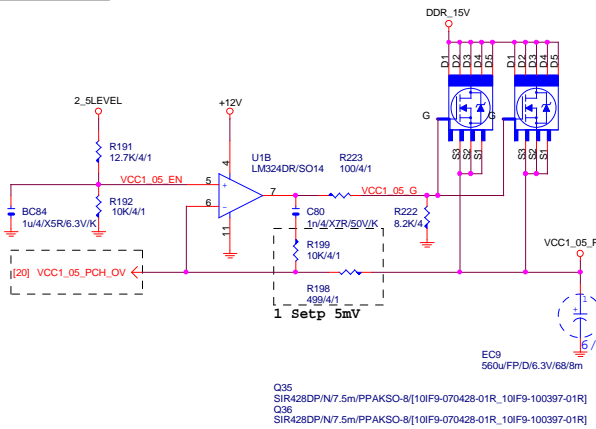 DDR_15V
D1
D2
D3
D4
D5
D1
D2
D3
D4
D5
G
G
S3
S2
S1
S3
S2
S1
2_5LEVEL
+12V
R191
12.7K/4/1
U1B
LM324DR/SO14
R223
100/4/1
4
VCC1_05_EN
5
+
7
VCC1_05_G
6
-
11
R192
10K/4/1
BC84
1u/4/X5R/6.3V/K
C80
1n/4/X7R/50V/K
R222
8.2K/4
R199
10K/4/1
VCC1_05_P
[20] VCC1_05_PCH_OV
R198
499/4/1
1 Setp 5mV
1
+
6/
EC9
560u/FP/D/6.3V/68/8m
Q35
SIR428DP/N/7.5m/PPAKSO-8/[10IF9-070428-01R_10IF9-100397-01R]
Q36
SIR428DP/N/7.5m/PPAKSO-8/[10IF9-070428-01R_10IF9-100397-01R]